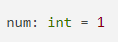 num: int = 1